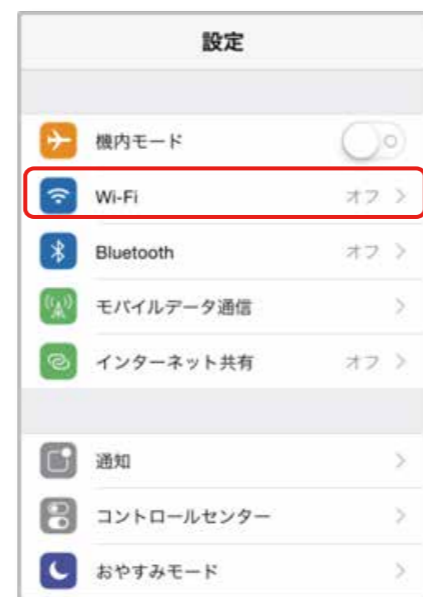 設定
機内モード
Wi-Fi オフ
Bluetooth オフ
モバイルデータ通信
インターネット共有 オフ
通知
コントロールセンター
おやすみモード